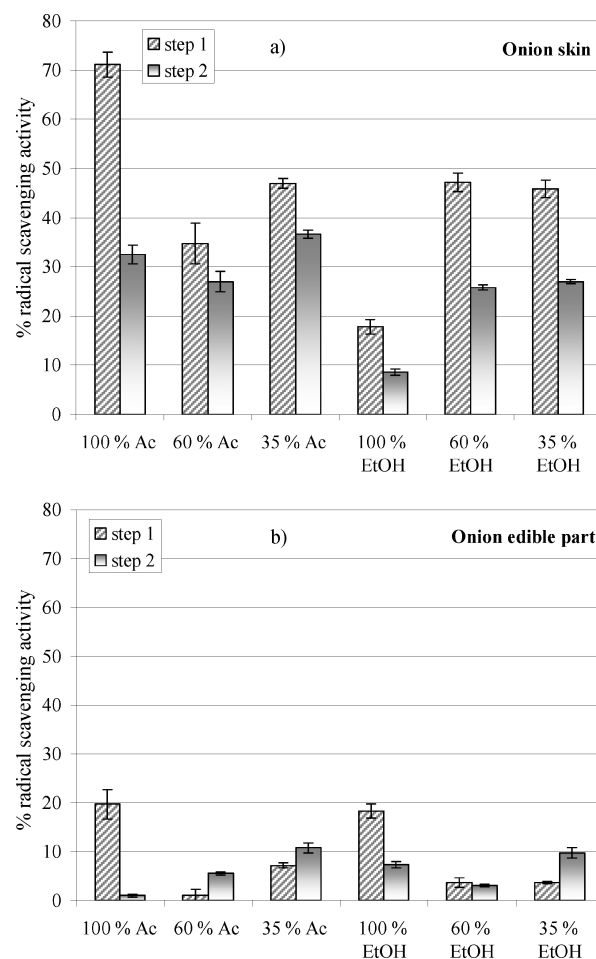 80
a)
Onion skin
step 1
step 2
70
60
50
40
30
20
10
0
% radical scavenging activity
100 % Ac
60 % Ac
35 % Ac
100 %
EtOH
60 %
EtOH
35 %
EtOH
80
b)
Onion edible part
step 1
step 2
70
60
50
40
30
20
10
0
% radical scavenging activity
100 % Ac
60 % Ac
35 % Ac
100 %
EtOH
60 %
EtOH
35 %
EtOH